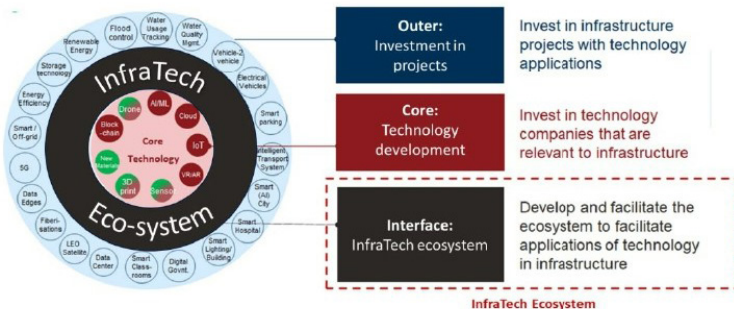 Flood
control
Water
Usage
Tracking
Water
Quality
Mgmt.
Vehicle-2
vehicle
Electrical
Vehicles
Smart
parking
Intelligent
Transport
System
Smart (AI)
City
Smart
Hospital
Smart
Lighting/
Building
Digital
Govnt.
Smart
Class-
rooms
Data
Center
LEO
Satellite
Fiberi-
sations
Data
Edges
5G
Smart /
Off-grid
Energy
Efficiency
Storage
technology
Renewable
Energy
InfraTech
Eco-system
Drone
AI/ML
Cloud
IoT
VR/AR
Sensor
3D
print
New
Materials
Block
-chain
Core
Technology
Outer:
Investment in
projects
Invest in infrastructure
projects with technology
applications
Core:
Technology
development
Invest in technology
companies that are
relevant to infrastructure
Interface:
InfraTech ecosystem
Develop and facilitate the
ecosystem to facilitate
applications of technology
in infrastructure
InfraTech Ecosystem